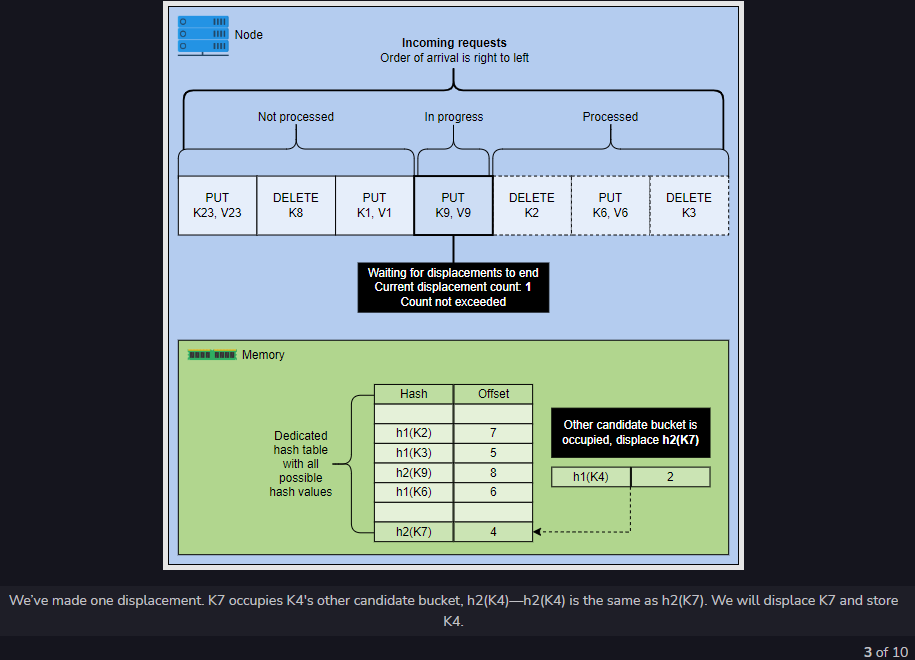 Node
Incoming requests
Order of arrival is right to left
Not processed
In progress
Processed
PUT
K23, V23
DELETE
K8
PUT
K1, V1
PUT
K9, V9
DELETE
K2
PUT
K6, V6
DELETE
K3
Waiting for displacements to end
Current displacement count: 1
Count not exceeded
Memory
Dedicated
hash table
with all
possible
hash values
Hash Offset
h1(K2) 7
h1(K3) 5
h2(K9) 8
h1(K6) 6
h2(K7) 4
Other candidate bucket is
occupied, displace h2(K7)
h1(K4) 2
We've made one displacement. K7 occupies K4's other candidate bucket, h2(K4)—h2(K4) is the same as h2(K7). We will displace K7 and store
K4.
3 of 10